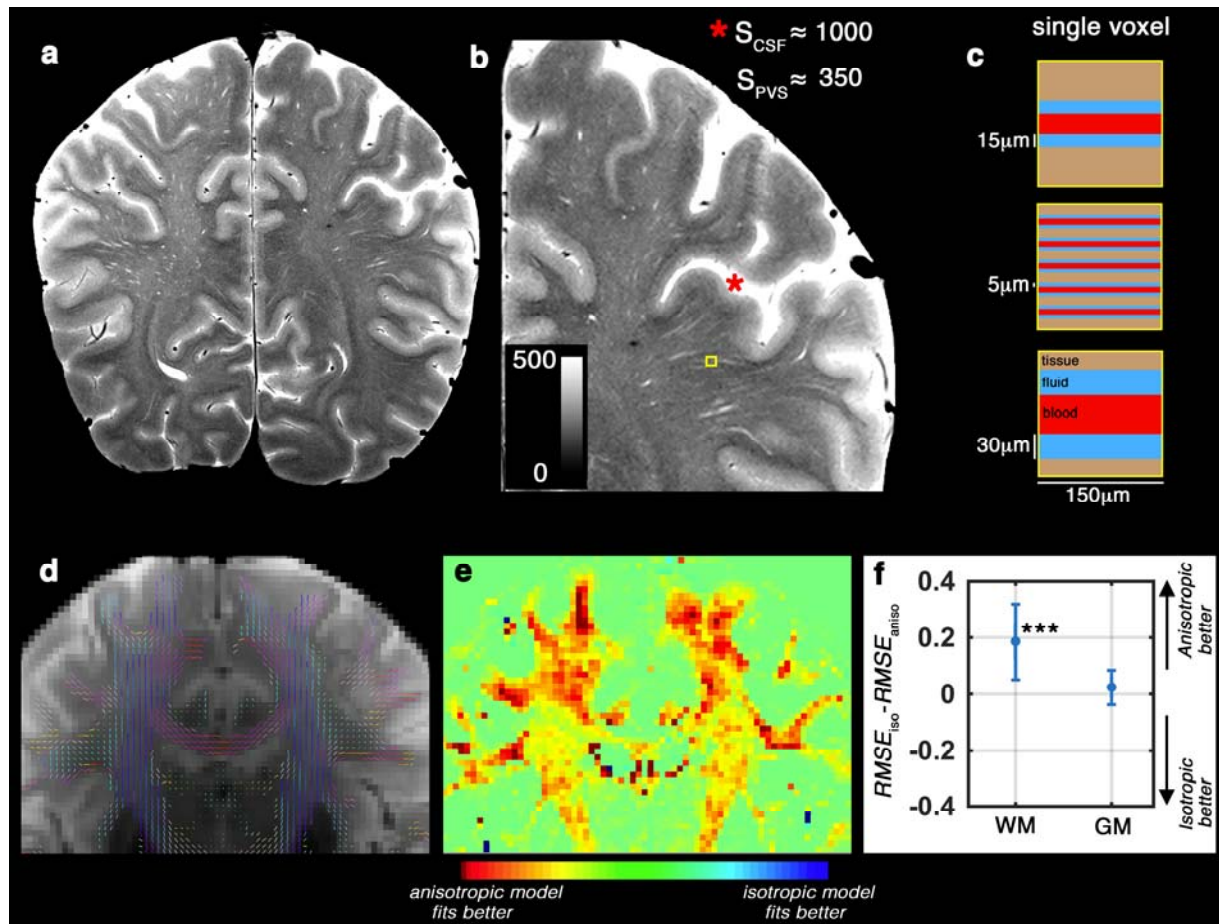 a
b
* S_CSF ≈ 1000
S_PVS ≈ 350
500
0
single voxel
c
15μm
5μm
tissue
fluid
blood
30μm
150μm
d
e
anisotropic model
fits better
isotropic model
fits better
f
RMSE_iso-RMSE_aniso
0.4
0.2
0
-0.2
-0.4
***
WM
GM
Anisotropic
better
Isotropic
better